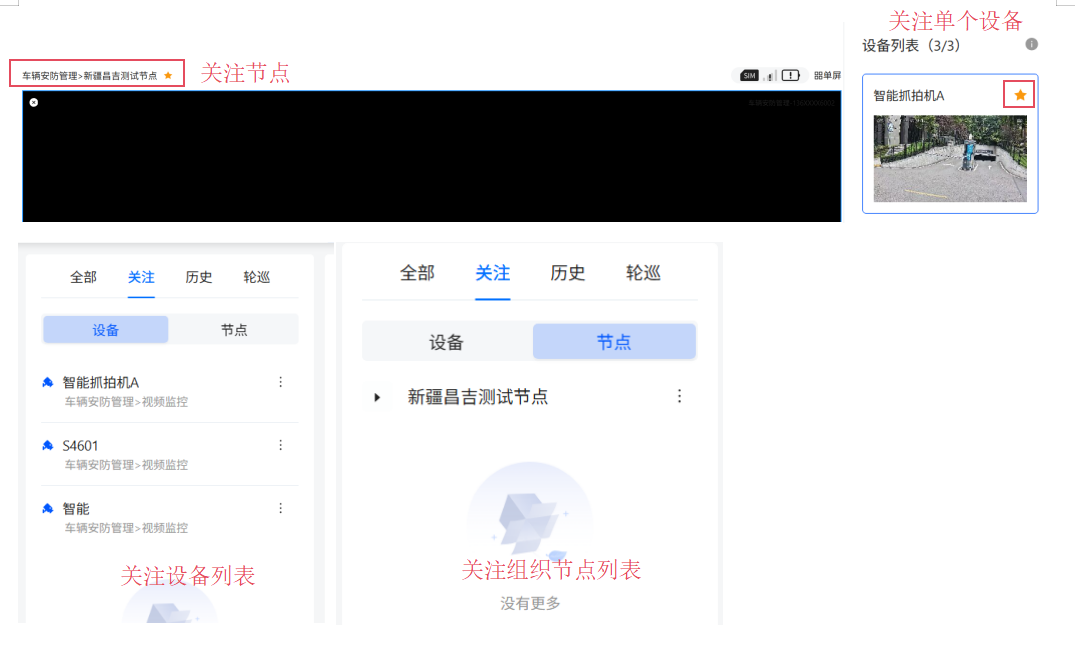 关注单个设备
设备列表（3/3）
车辆安防管理>新疆昌吉测试节点
关注节点
SIM
单屏
智能抓拍机A
全部 关注 历史 轮巡
设备 节点
智能抓拍机A
车辆安防管理>视频监控
S4601
车辆安防管理>视频监控
智能
车辆安防管理>视频监控
关注设备列表
全部 关注 历史 轮巡
设备 节点
新疆昌吉测试节点
关注组织节点列表
没有更多